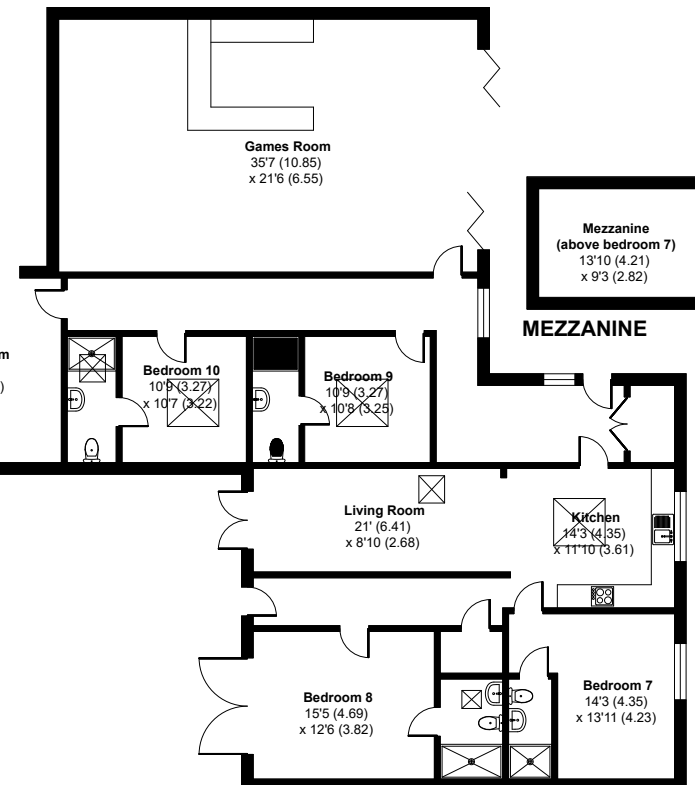 Games Room
35'7 (10.85)
x 21'6 (6.55)
Mezzanine
(above bedroom 7)
13'10 (4.21)
x 9'3 (2.82)
MEZZANINE
m
)
Bedroom 10
10'9 (3.27)
x 10'7 (3.22)
Bedroom 9
10'9 (3.27)
x 10'8 (3.25)
Living Room
21' (6.41)
x 8'10 (2.68)
Kitchen
14'3 (4.35)
x 11'10 (3.61)
Bedroom 8
15'5 (4.69)
x 12'6 (3.82)
Bedroom 7
14'3 (4.35)
x 13'11 (4.23)